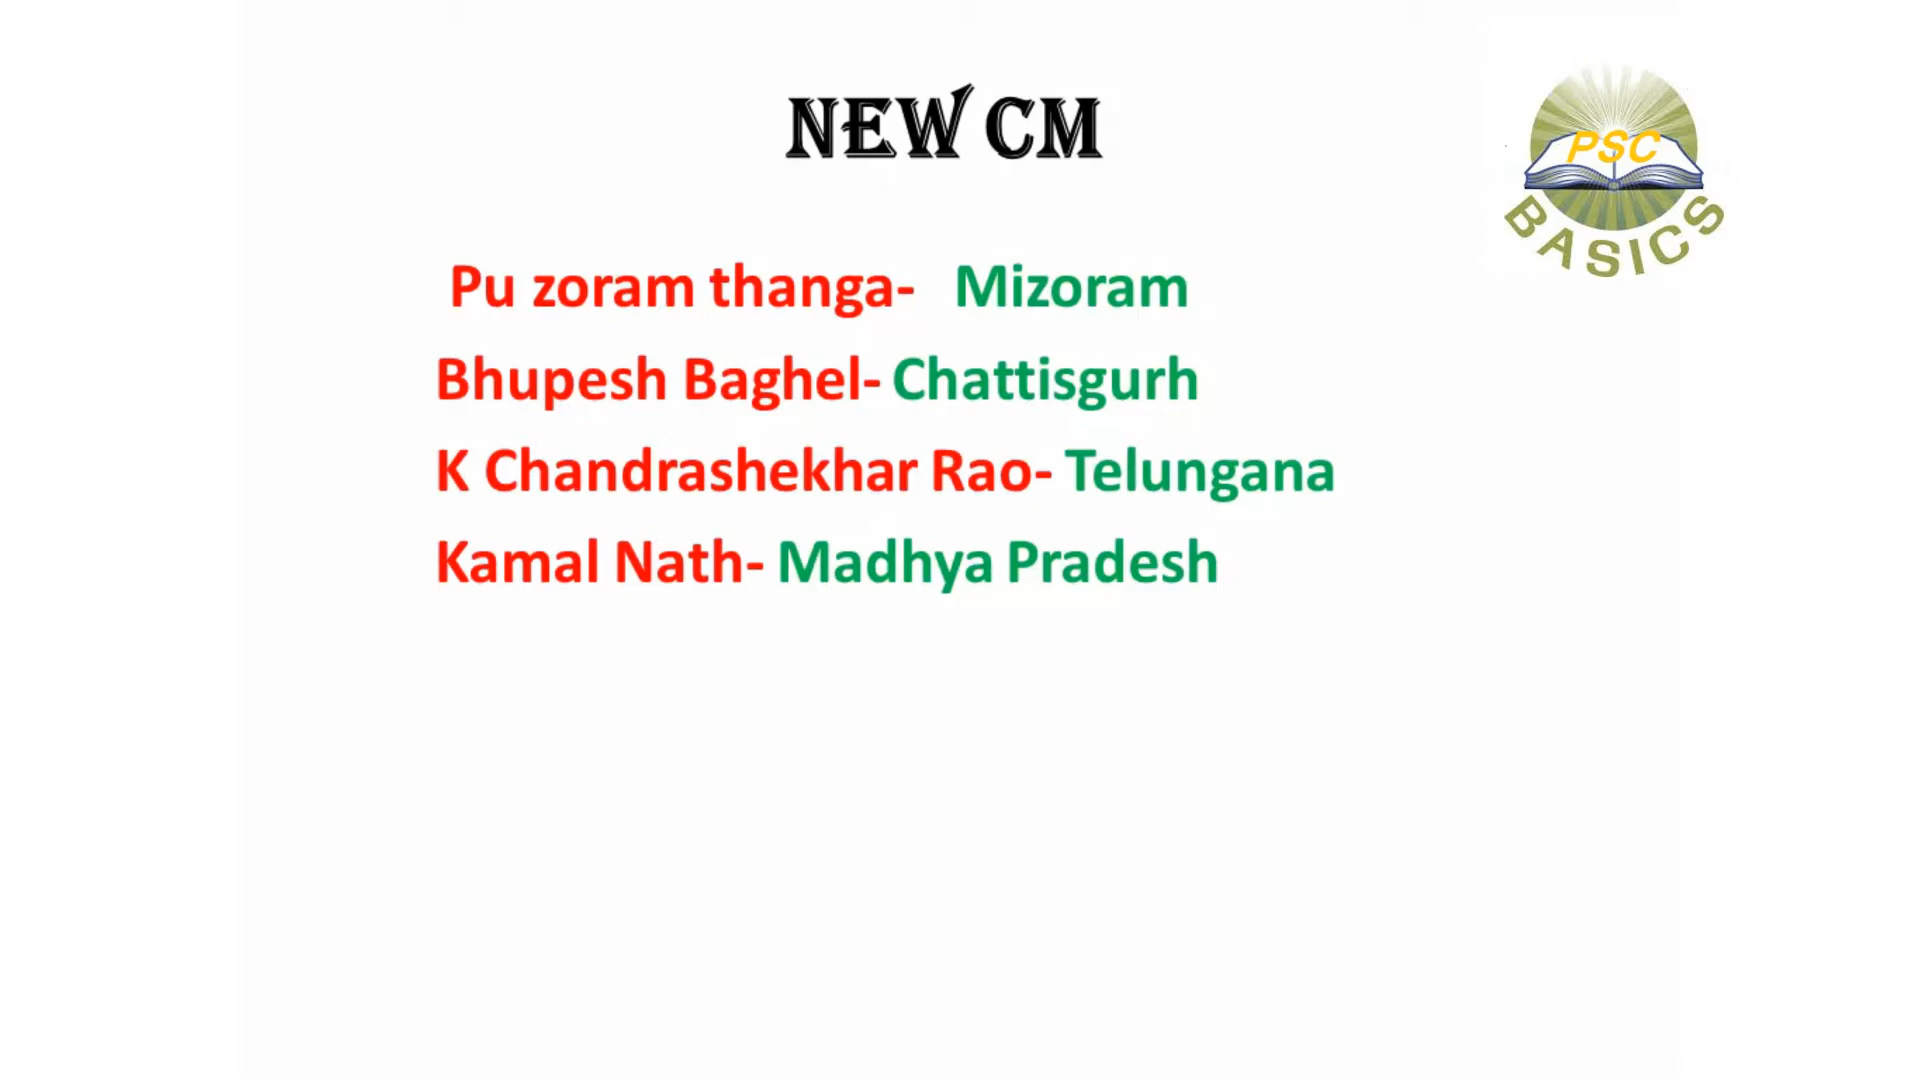 NEW CM
PSC
BASICS
Pu zoram thanga- Mizoram
Bhupesh Baghel- Chattisgurh
K Chandrashekhar Rao- Telungana
Kamal Nath- Madhya Pradesh